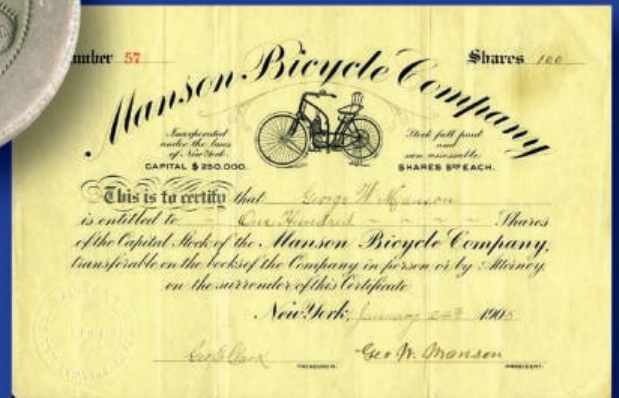 umber 57
Shares 100
Manson Bicycle Company
Incorporated
under the laws
of New York.
CAPITAL $250,000.
Stock full paid
and
non assessable.
SHARES $5.00 EACH.
This is to certify that George W. Manson
is entitled to One Hundred Shares
of the Capital Stock of the Manson Bicycle Company,
transferable on the books of the Company in person or by Attorney
on the surrender of this Certificate
New York, January 24th 1905
Geo W. Manson
TREASURER. PRESIDENT.